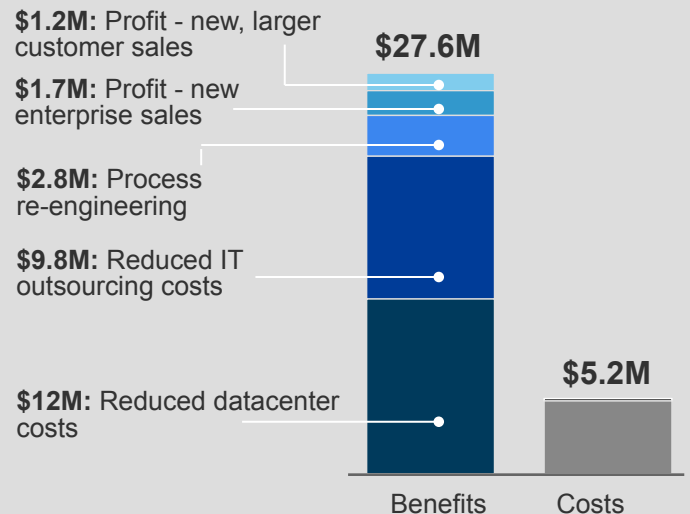 $1.2M: Profit - new, larger
customer sales
$27.6M
$1.7M: Profit - new
enterprise sales
$2.8M: Process
re-engineering
$9.8M: Reduced IT
outsourcing costs
$5.2M
$12M: Reduced datacenter
costs
Benefits Costs